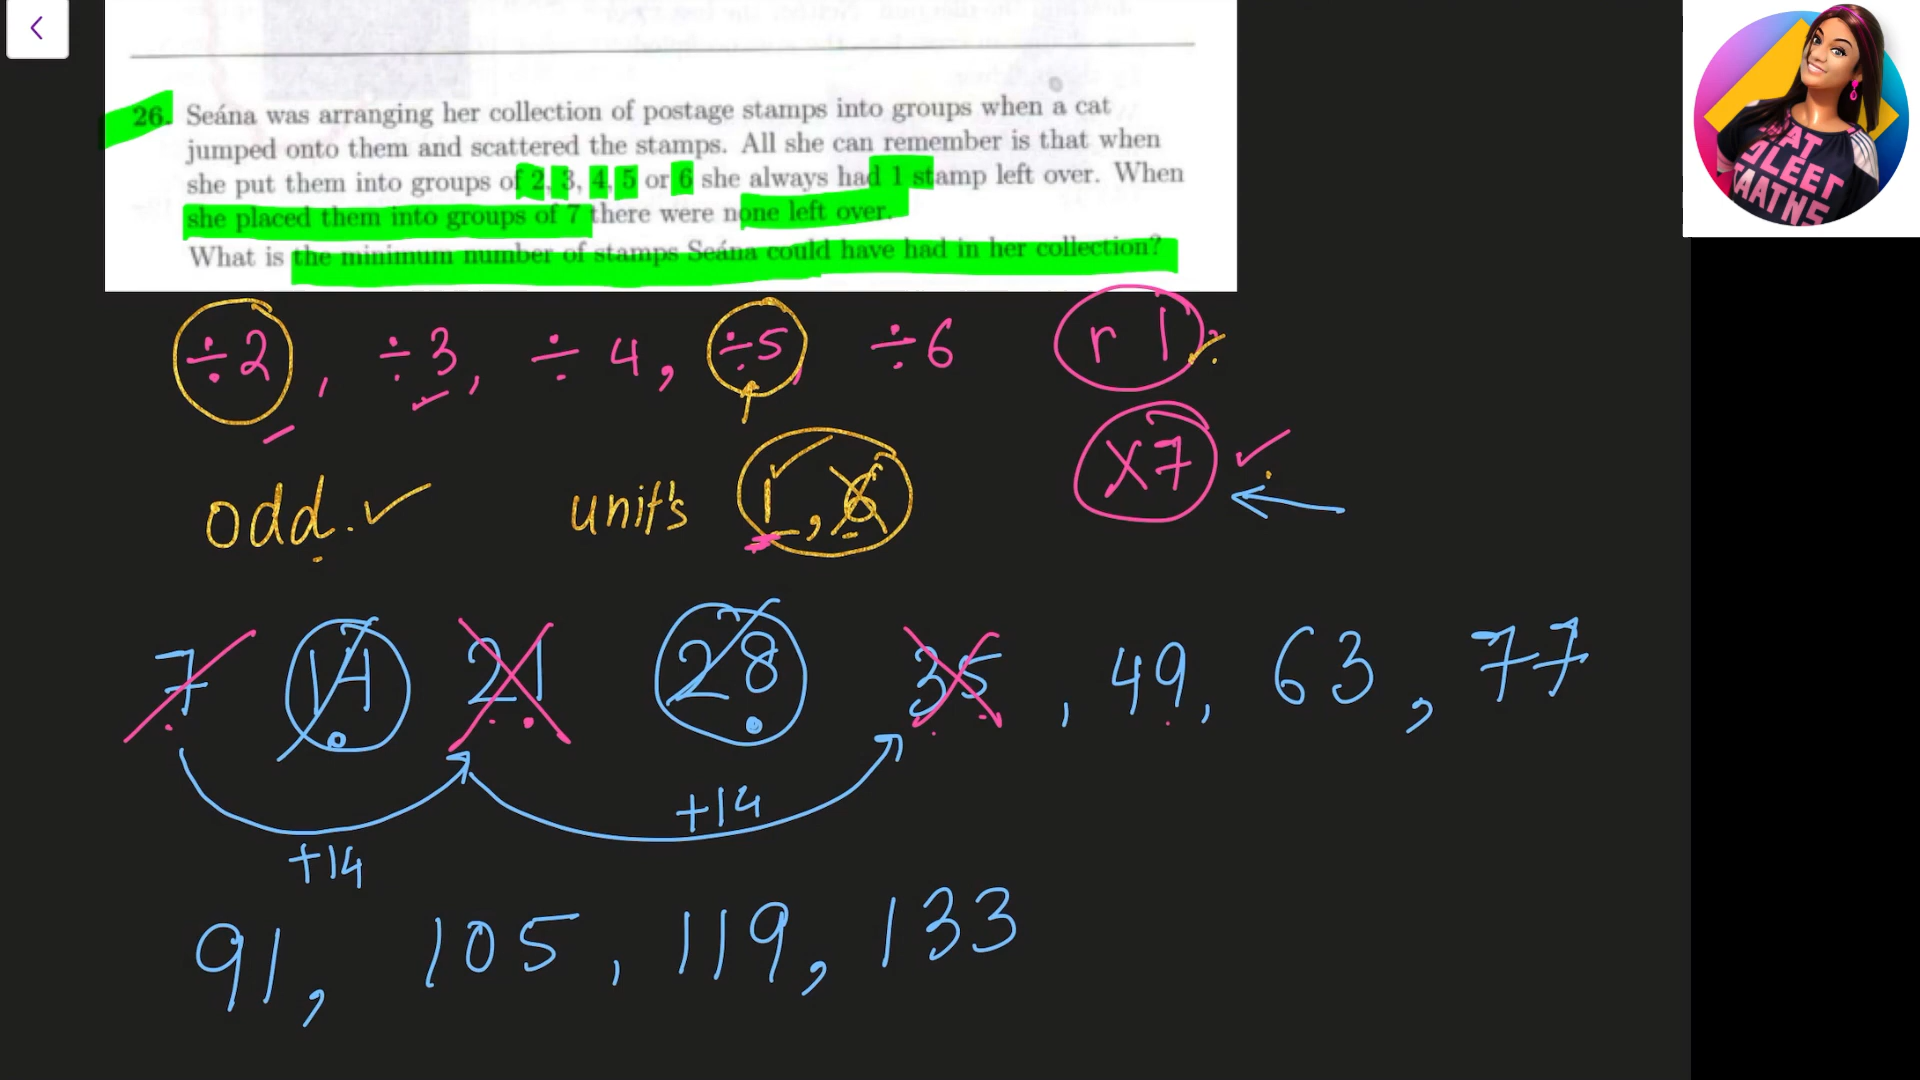 26. Seána was arranging her collection of postage stamps into groups when a cat
jumped onto them and scattered the stamps. All she can remember is that when
she put them into groups of 2, 3, 4, 5 or 6 she always had 1 stamp left over. When
she placed them into groups of 7 there were none left over.
What is the minimum number of stamps Seána could have had in her collection?
÷2, ÷3, ÷4, ÷5, ÷6 r 1
x7
odd. unit's 1, 6
7 14 21 28 35, 49, 63, 77
+14
+14
91, 105, 119, 133